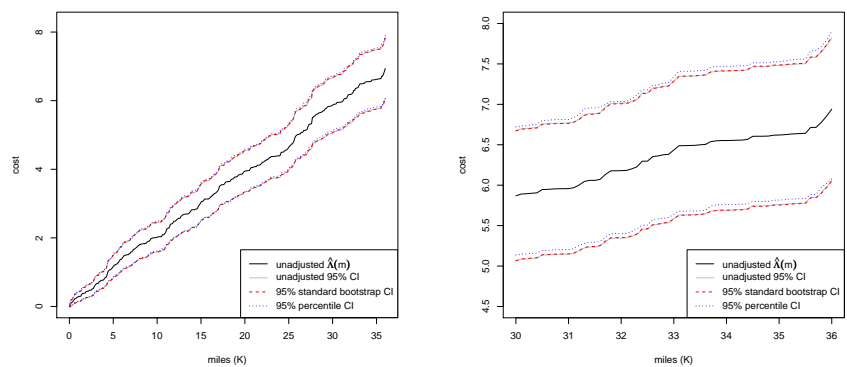 cost
8
6
4
2
0
unadjusted Λ̂(m)
unadjusted 95% CI
95% standard bootstrap CI
95% percentile CI
0 5 10 15 20 25 30 35
miles (K)
cost
8.0
7.5
7.0
6.5
6.0
5.5
5.0
4.5
unadjusted Λ̂(m)
unadjusted 95% CI
95% standard bootstrap CI
95% percentile CI
30 31 32 33 34 35 36
miles (K)